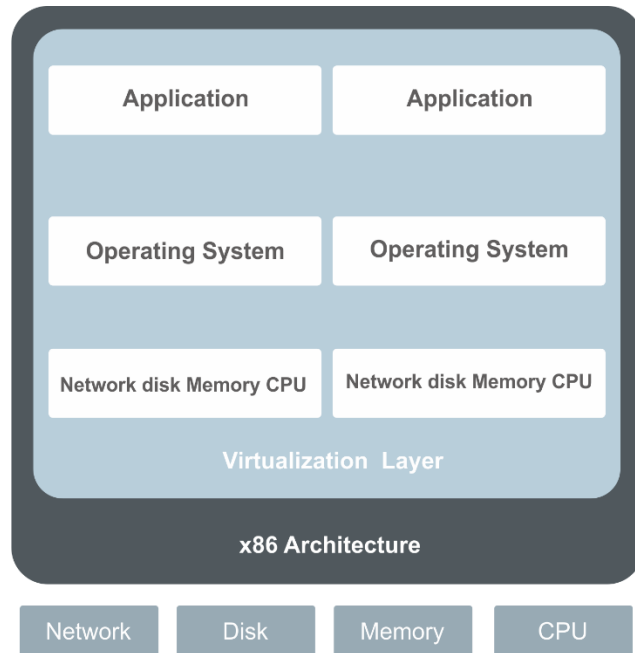 Application
Application
Operating System
Operating System
Network disk Memory CPU
Network disk Memory CPU
Virtualization Layer
x86 Architecture
Network
Disk
Memory
CPU